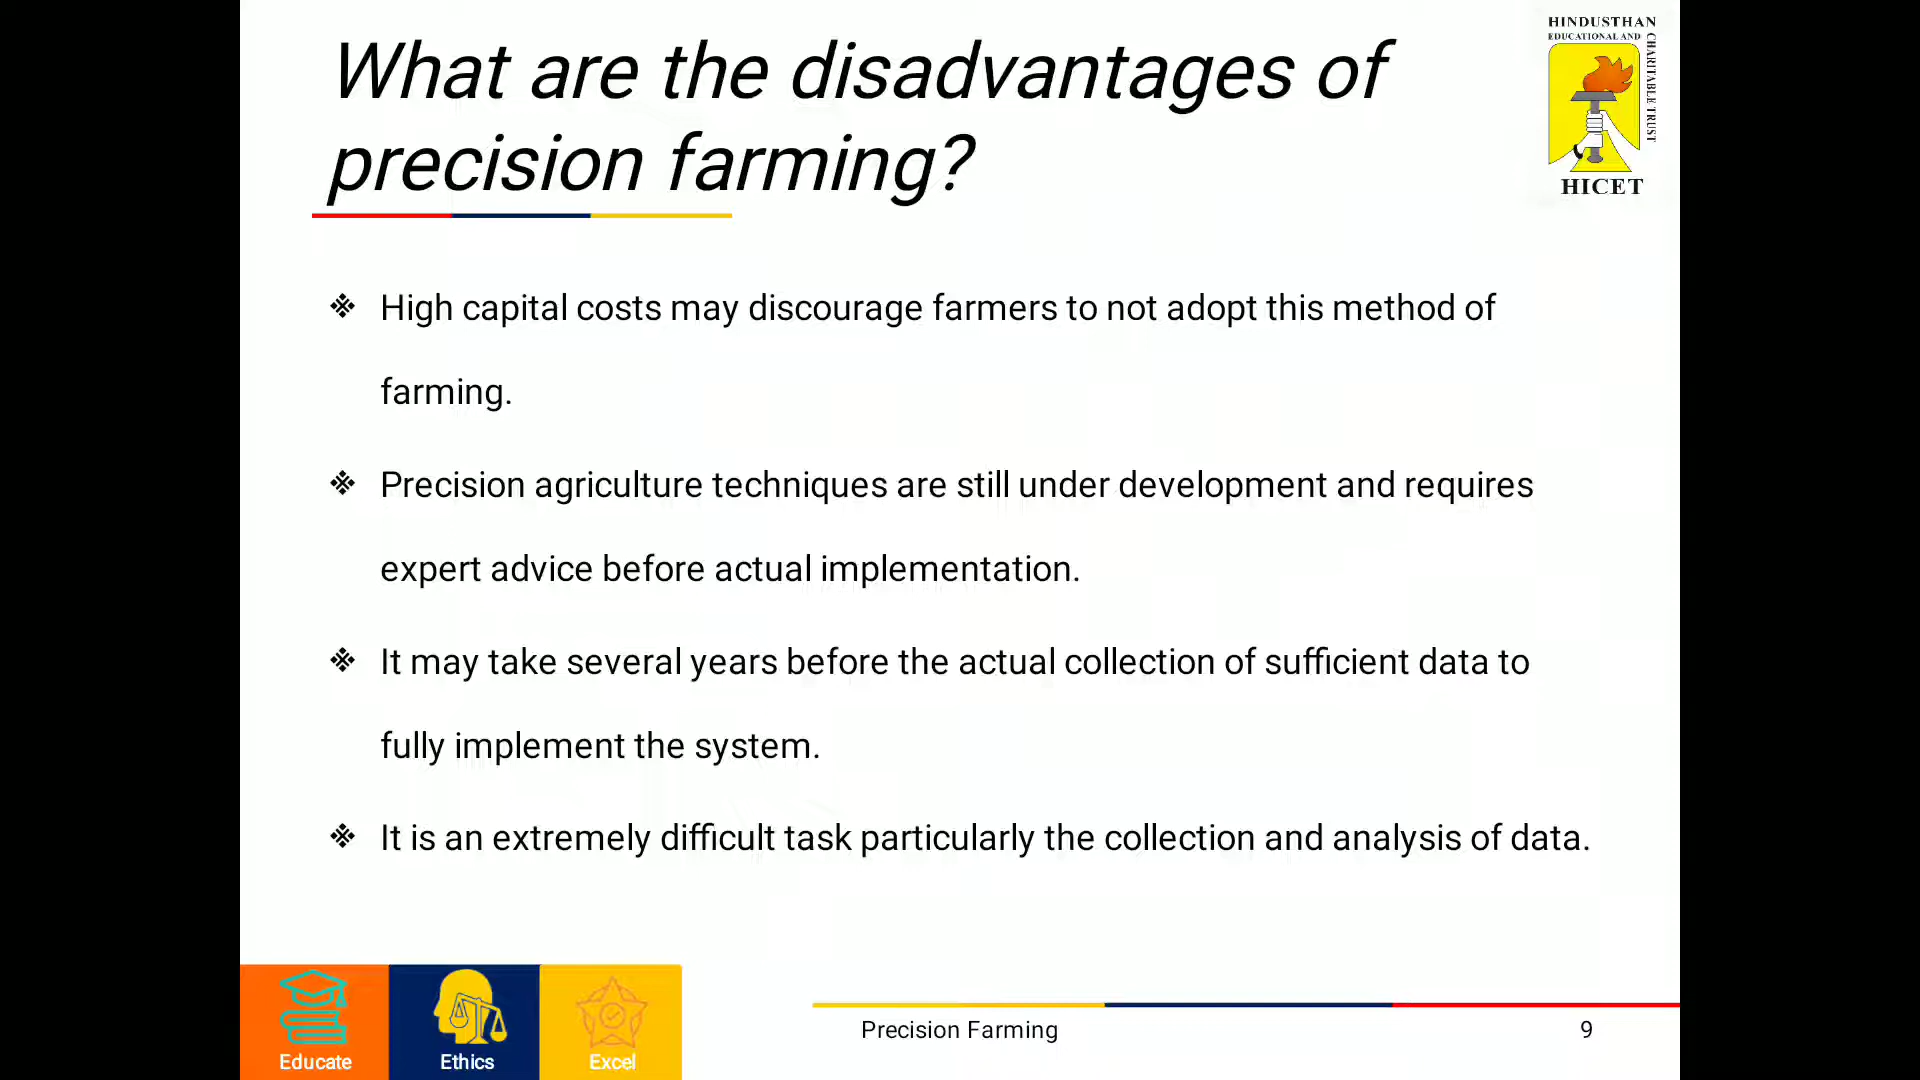 What are the disadvantages of
precision farming?
HINDUSTHAN
EDUCATIONAL AND
CHARITABLE TRUST
HICET
❖ High capital costs may discourage farmers to not adopt this method of
farming.
❖ Precision agriculture techniques are still under development and requires
expert advice before actual implementation.
❖ It may take several years before the actual collection of sufficient data to
fully implement the system.
❖ It is an extremely difficult task particularly the collection and analysis of data.
Educate
Ethics
Excel
Precision Farming
9